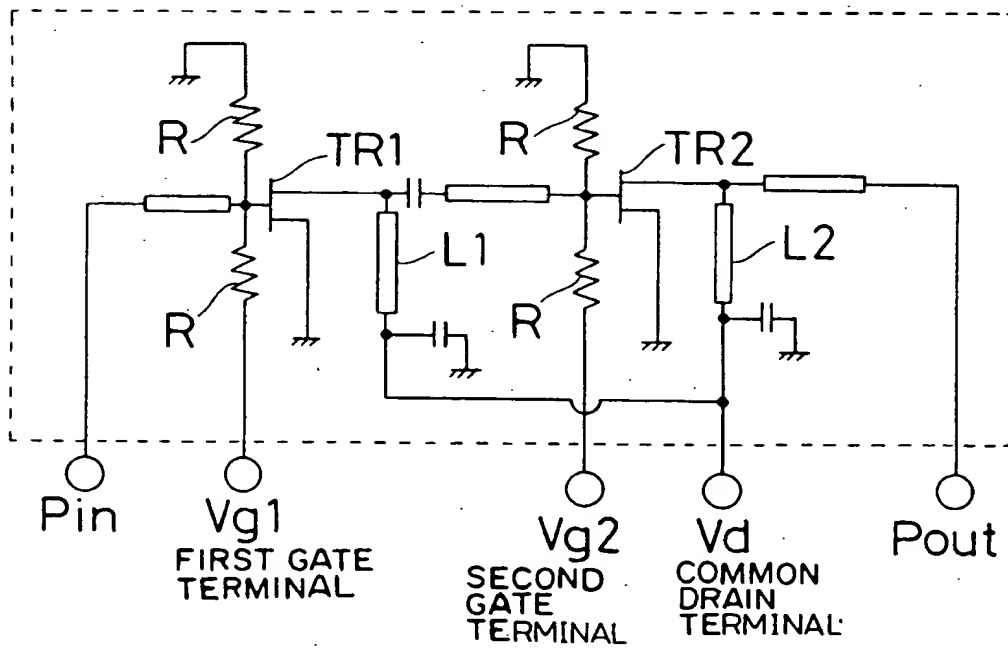 R
R
TR1
TR2
L1
L2
R
R
Pin
Vg1
Vg2
Vd
Pout
FIRST GATE
TERMINAL
SECOND
GATE
TERMINAL
COMMON
DRAIN
TERMINAL